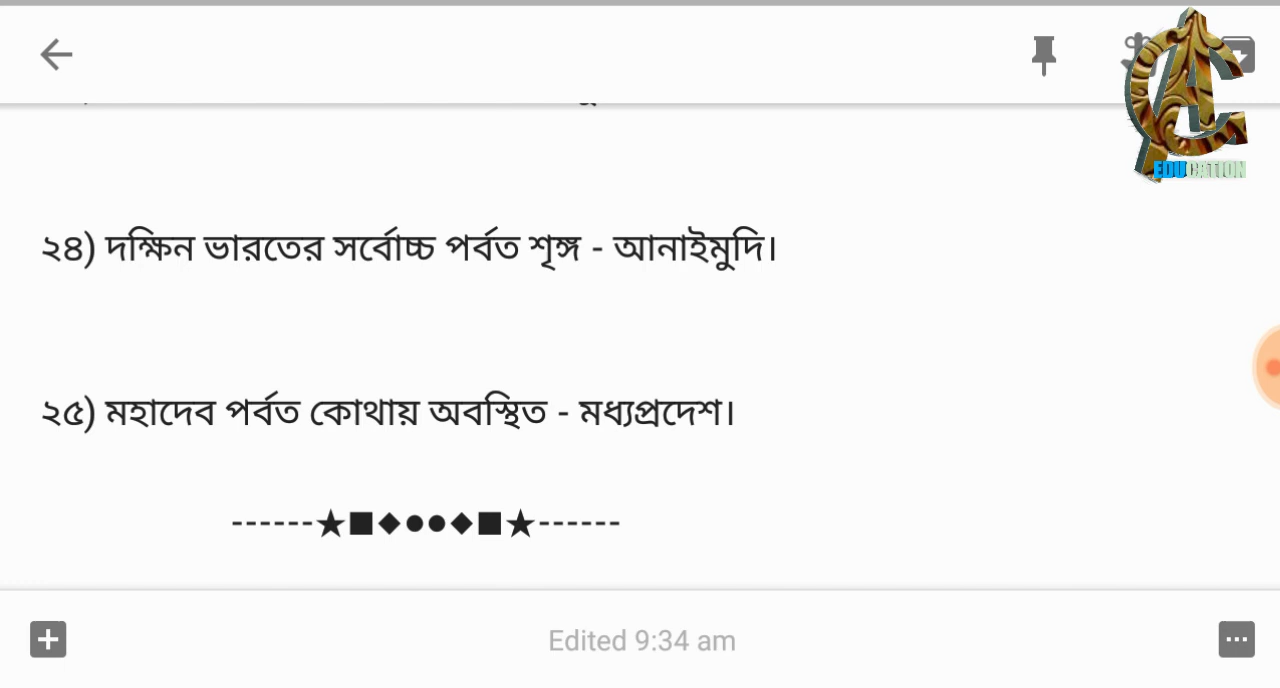 ২৪) দক্ষিন ভারতের সর্বোচ্চ পর্বত শৃঙ্গ - আনাইমুদি।
২৫) মহাদেব পর্বত কোথায় অবস্থিত - মধ্যপ্রদেশ।
------★■◆●●◆■★------
Edited 9:34 am
EDUCATION